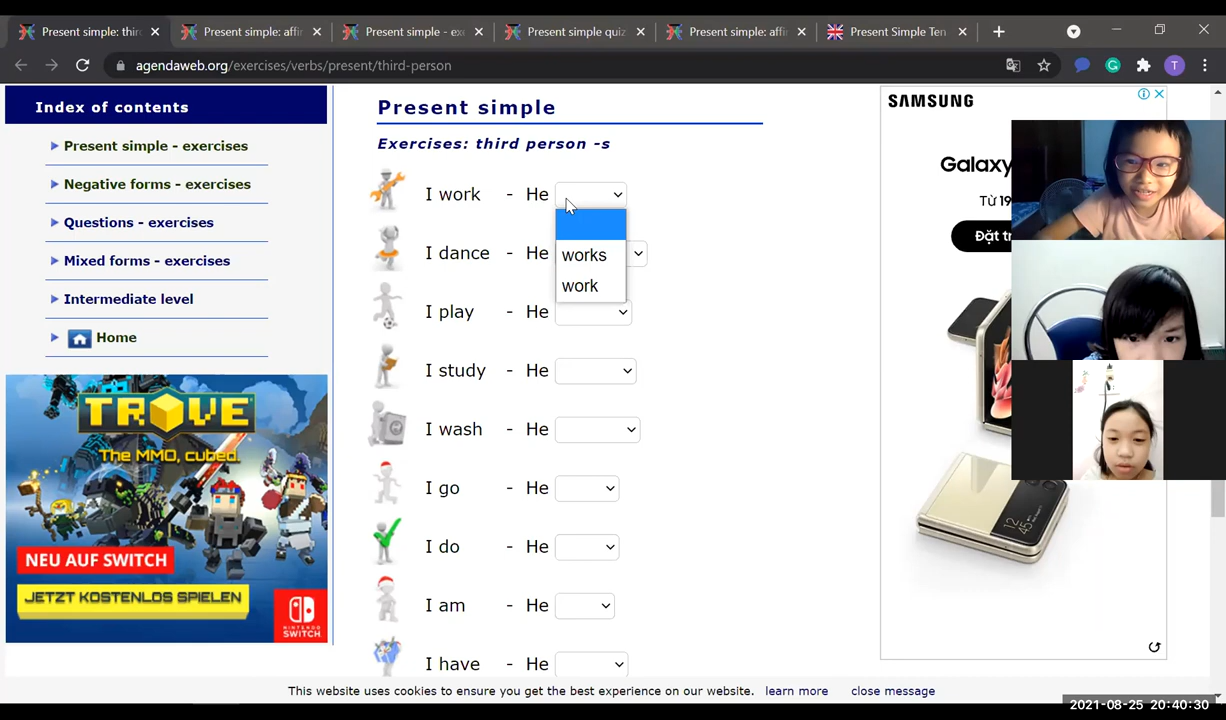 Present simple: thir
Present simple: affir
Present simple - exe
Present simple quiz
Present simple: affir
Present Simple Ten
agendaweb.org/exercises/verbs/present/third-person
T
Index of contents
Present simple - exercises
Negative forms - exercises
Questions - exercises
Mixed forms - exercises
Intermediate level
Home
TROVE
The MMO, cubed.
NEU AUF SWITCH
JETZT KOSTENLOS SPIELEN
NINTENDO
SWITCH
Present simple
Exercises: third person -s
I work - He
works
work
I dance - He
I play - He
I study - He
I wash - He
I go - He
I do - He
I am - He
I have - He
SAMSUNG
Galaxy
Từ 19
Đặt tr
This website uses cookies to ensure you get the best experience on our website. learn more close message
2021-08-25 20:40:30